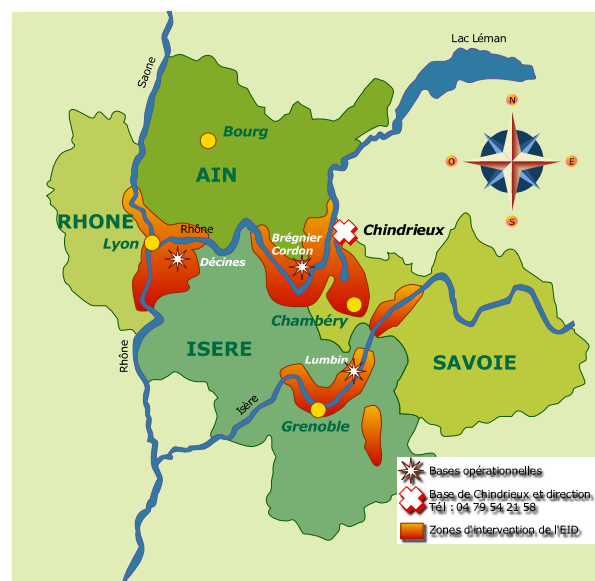 Lac Léman
Saone
N
O
E
S
Bourg
AIN
RHONE
Rhône
Lyon
Décines
Brégnier
Cordon
Chindrieux
Chambéry
ISERE
Rhône
Lumbin
SAVOIE
Isère
Grenoble
Bases opérationnelles
Base de Chindrieux et direction
Tél : 04 79 54 21 58
Zones d'intervention de l'EID